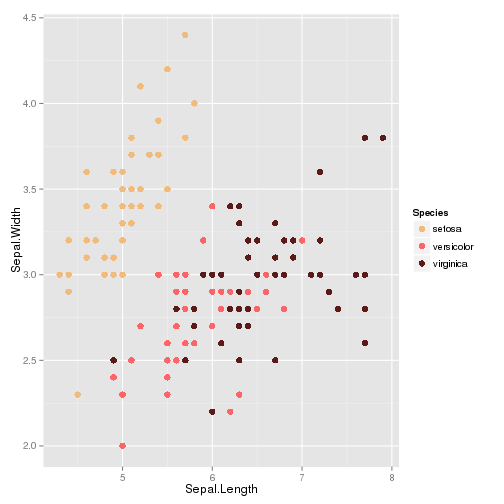 4.5
4.0
3.5
3.0
2.5
2.0
Sepal.Width
5 6 7 8
Sepal.Length
Species
setosa
versicolor
virginica